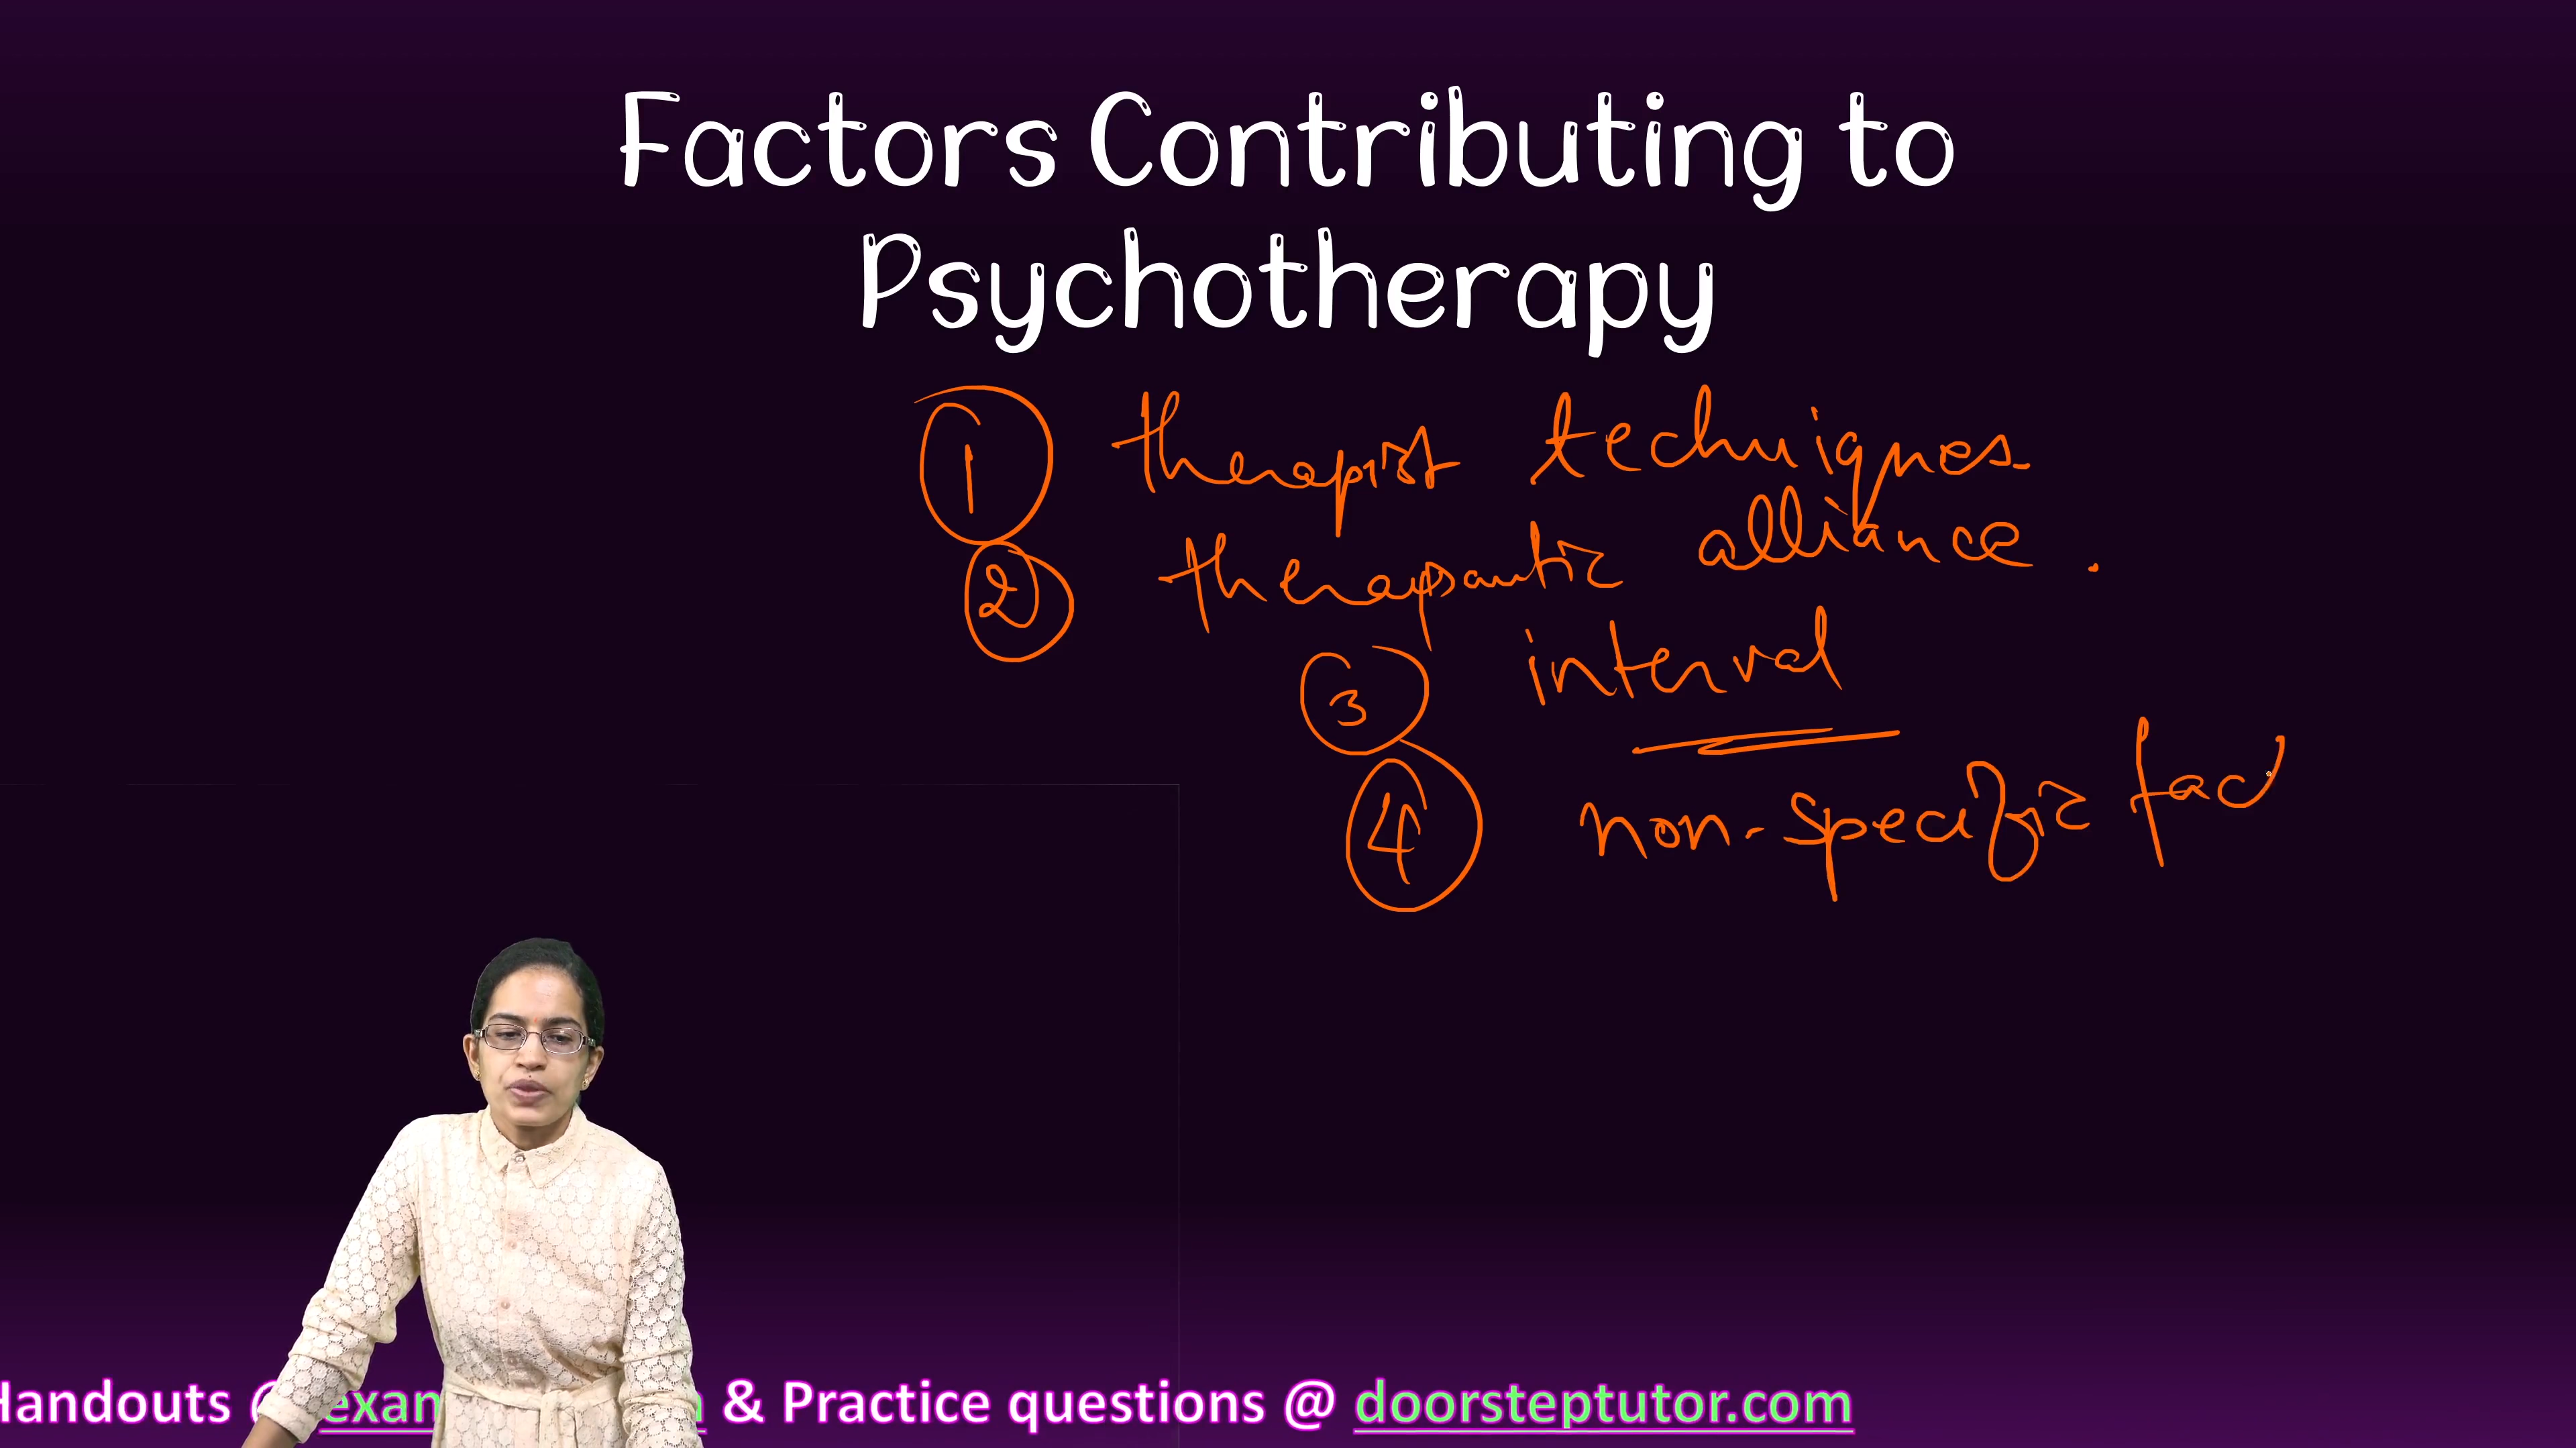 Factors Contributing to
Psychotherapy
1 therapist techniques
2 therapeutic alliance.
3 interval
4 non-specific fac
Handouts @ exam & Practice questions @ doorsteptutor.com